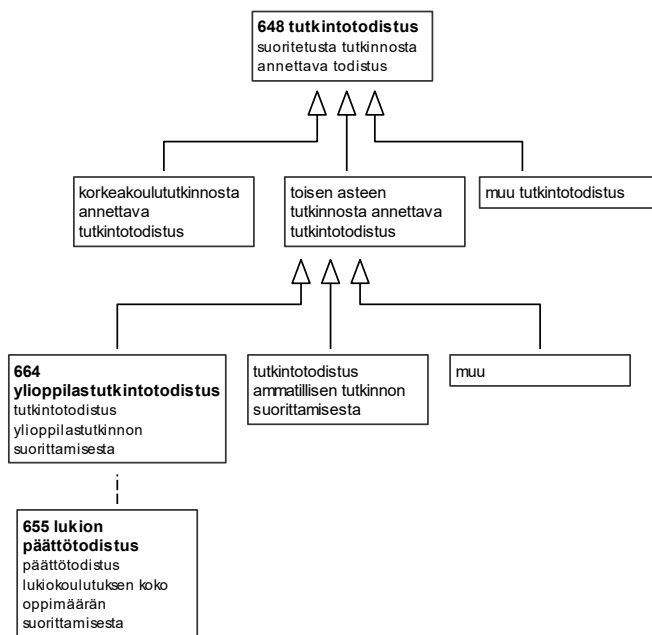 648 tutkintotodistus
suoritetusta tutkinnosta
annettava todistus
korkeakoulututkinnosta
annettava
tutkintotodistus
toisen asteen
tutkinnosta annettava
tutkintotodistus
muu tutkintotodistus
664
ylioppilastutkintotodistus
tutkintotodistus
ylioppilastutkinnon
suorittamisesta
tutkintotodistus
ammatillisen tutkinnon
suorittamisesta
muu
655 lukion
päättötodistus
päättötodistus
lukiokoulutuksen koko
oppimäärän
suorittamisesta